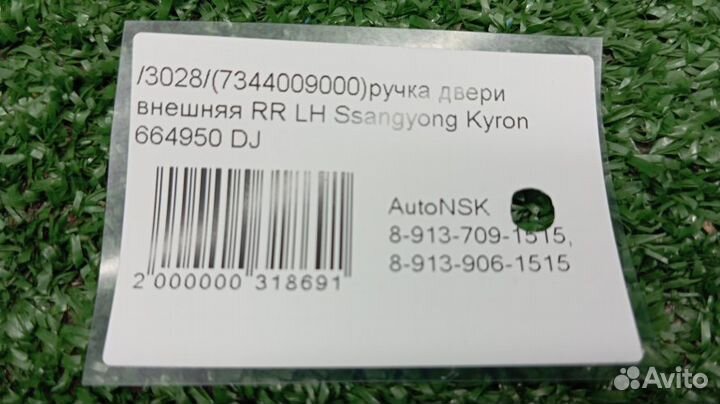 /3028/(7344009000)ручка двери
внешняя RR LH Ssangyong Kyron
664950 DJ
2 000000 318691
AutoNSK
8-913-709-1515,
8-913-906-1515
Avito